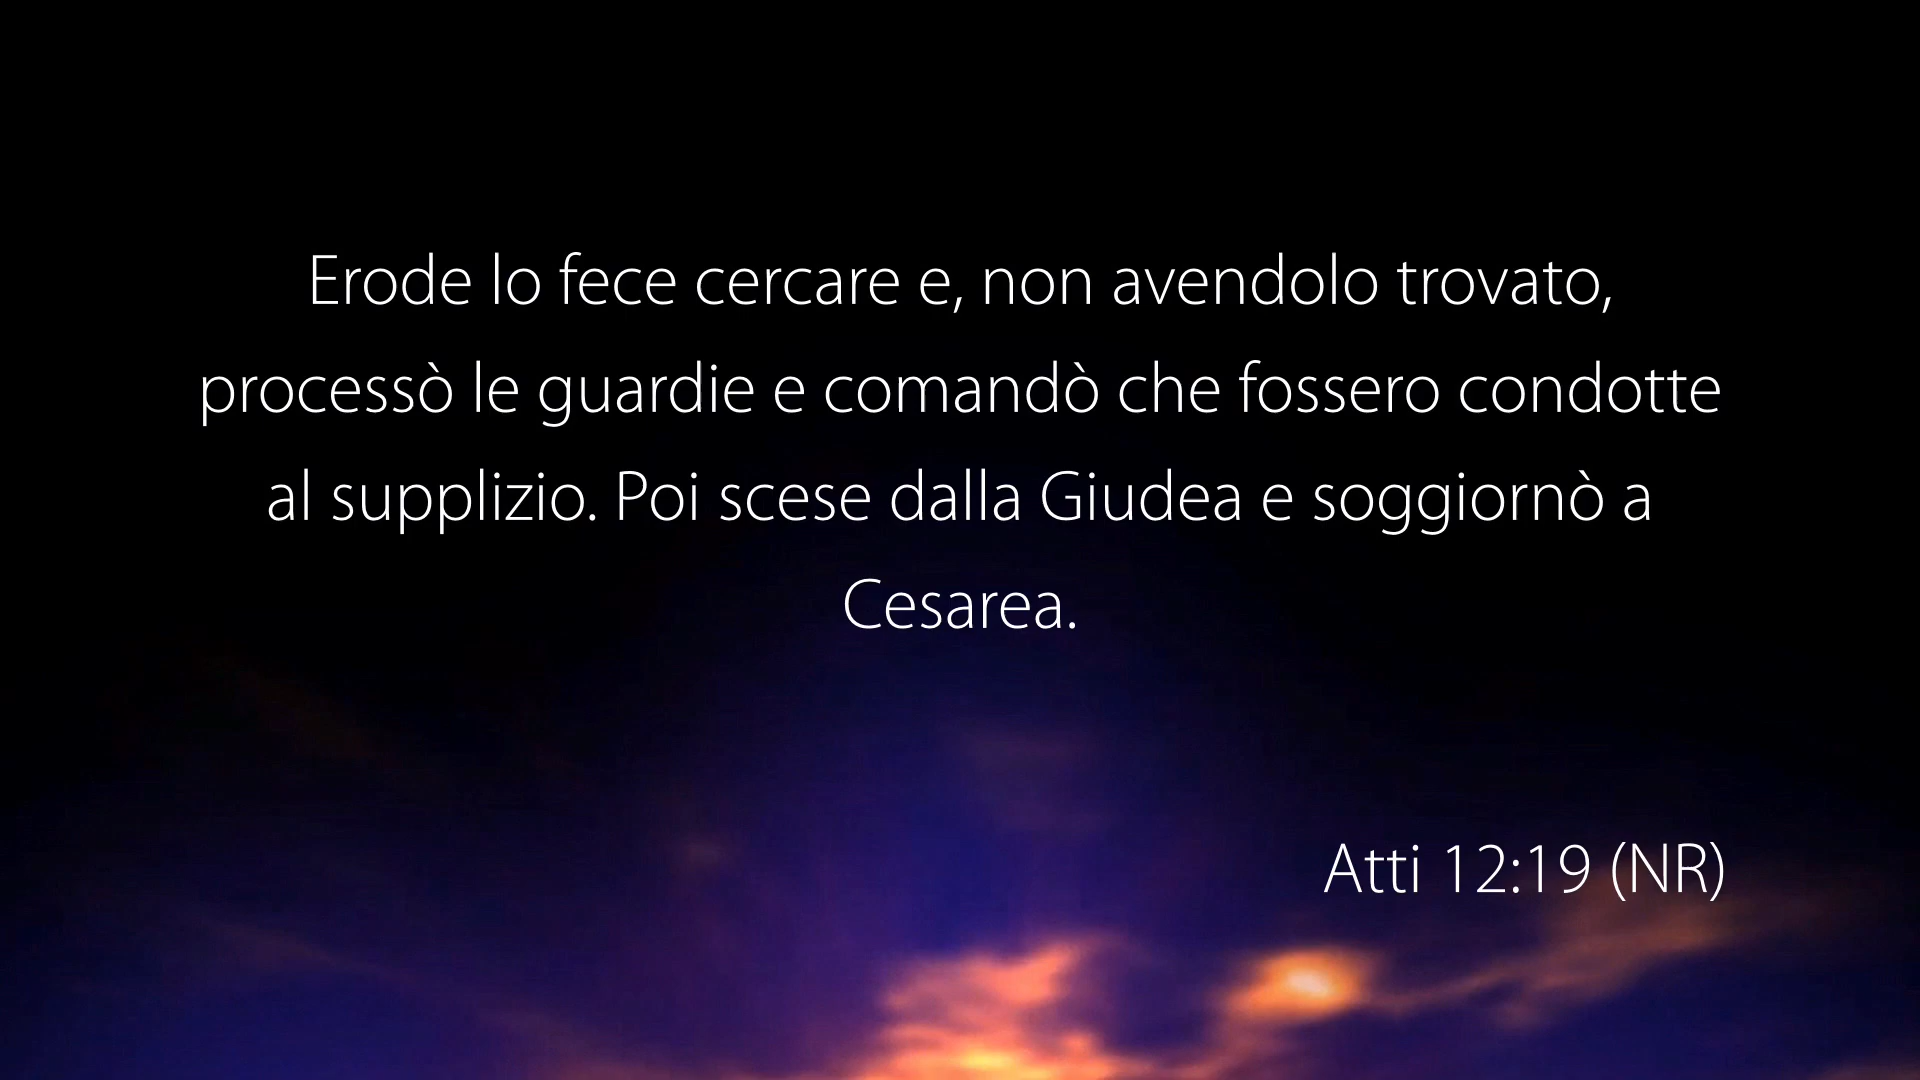 Erode lo fece cercare e, non avendolo trovato,
processò le guardie e comandò che fossero condotte
al supplizio. Poi scese dalla Giudea e soggiornò a
Cesarea.
Atti 12:19 (NR)